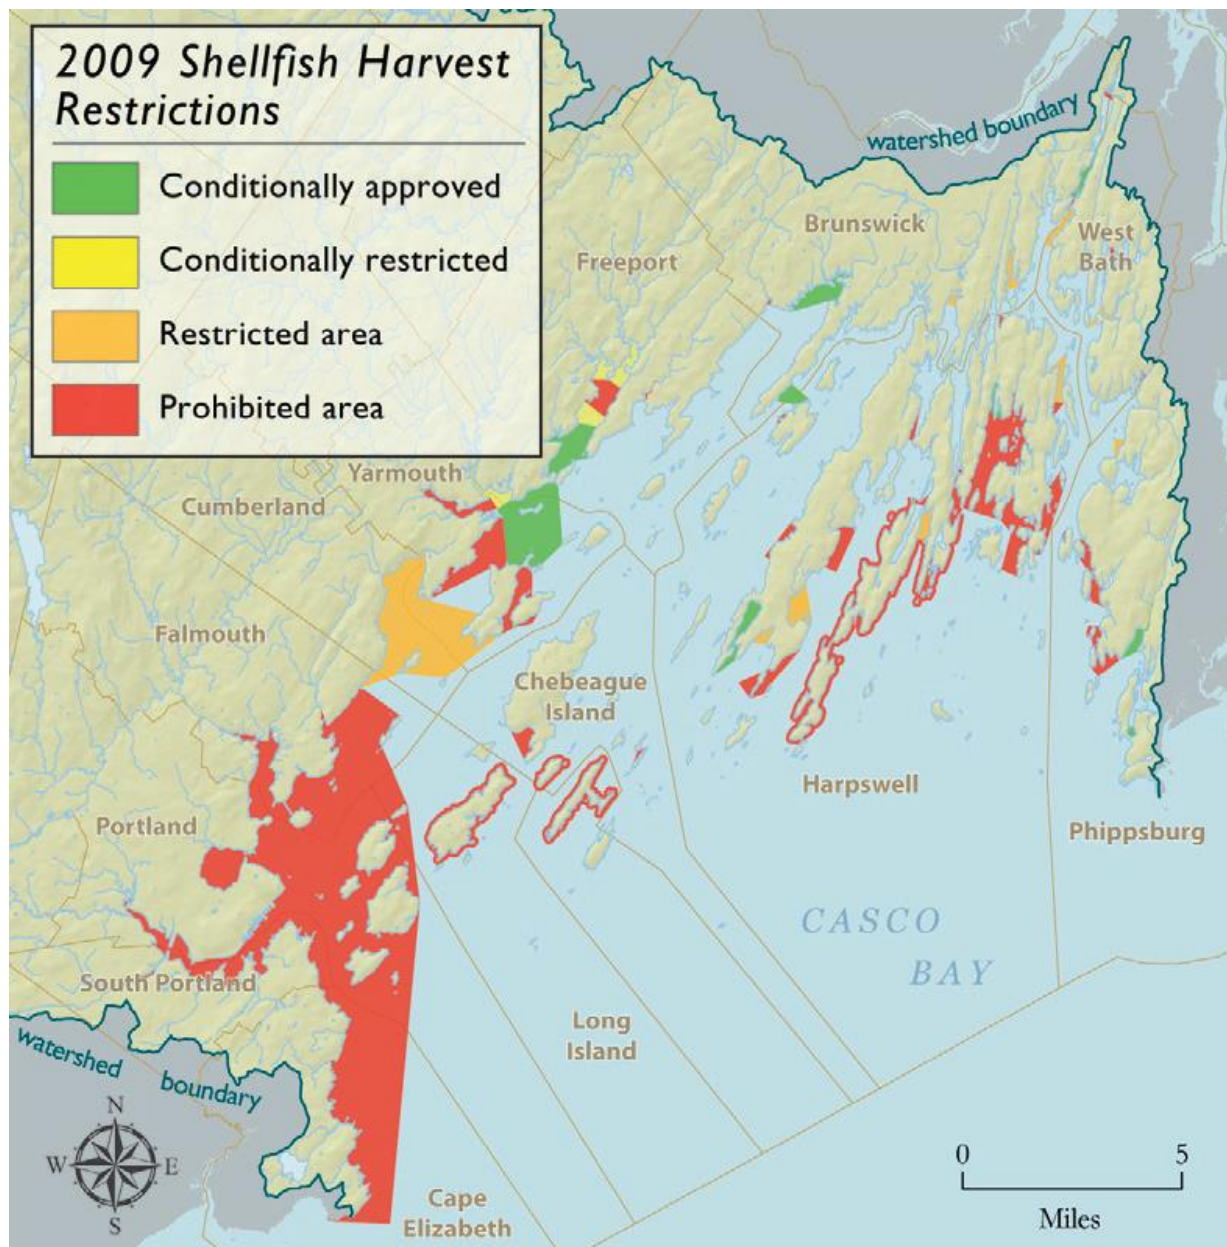 2009 Shellfish Harvest
Restrictions
Conditionally approved
Conditionally restricted
Restricted area
Prohibited area
watershed boundary
Brunswick
West
Bath
Freeport
Yarmouth
Cumberland
Falmouth
Chebeague
Island
Harpswell
Portland
Phippsburg
CASCO
BAY
South Portland
Long
Island
watershed boundary
N
W E
S
Cape
Elizabeth
0 5
Miles